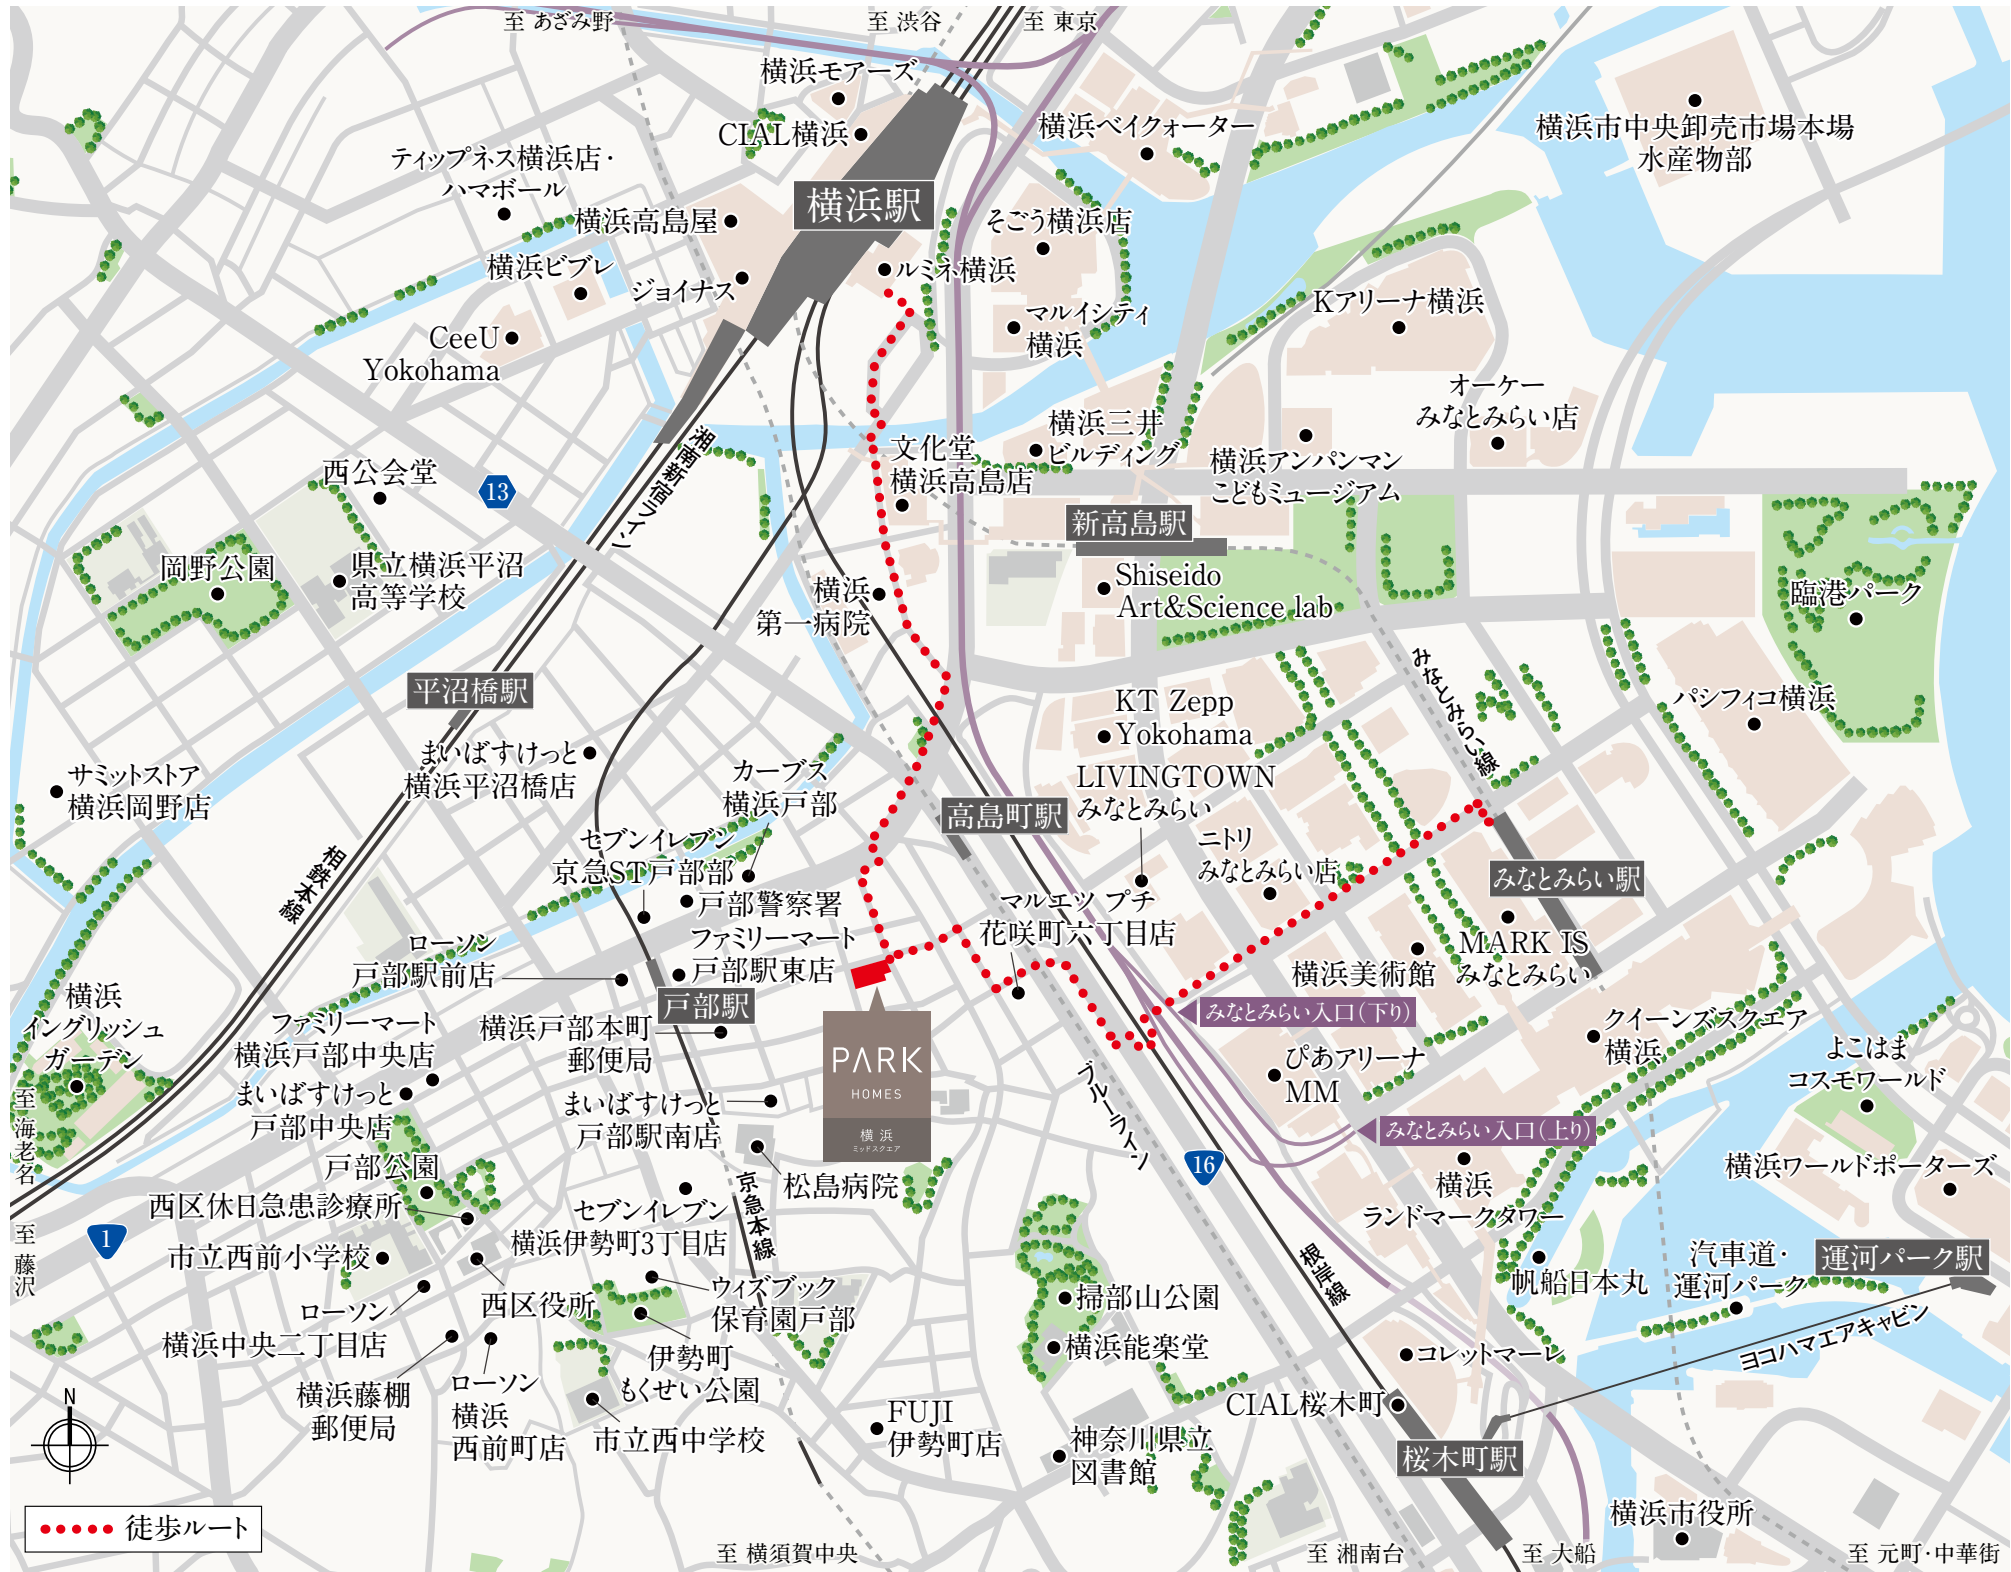 至 あざみ野
至 渋谷
至 東京
横浜モアーズ
CIAL横浜
横浜ベイクォーター
横浜市中央卸売市場本場
水産物部
ティップネス横浜店・
ハマボール
横浜駅
横浜高島屋
そごう横浜店
横浜ビブレ
ジョイナス
ルミネ横浜
マルイシティ
横浜
Kアリーナ横浜
CeeU
Yokohama
オーケー
みなとみらい店
湘南新宿ライン
文化堂
横浜高島店
横浜三井
ビルディング
横浜アンパンマン
こどもミュージアム
西公会堂
13
新高島駅
岡野公園
県立横浜平沼
高等学校
横浜
第一病院
Shiseido
Art&Science lab
臨港パーク
平沼橋駅
みなとみらい線
パシフィコ横浜
KT Zepp
Yokohama
まいばすけっと
横浜平沼橋店
カーブス
横浜戸部
サミットストア
横浜岡野店
LIVINGTOWN
みなとみらい
高島町駅
セブンイレブン
京急ST戸部部
ニトリ
みなとみらい店
みなとみらい駅
相鉄本線
戸部警察署
マルエツ プチ
花咲町六丁目店
ファミリーマート
戸部駅東店
ローソン
戸部駅前店
MARK IS
みなとみらい
横浜美術館
戸部駅
みなとみらい入口(下り)
横浜
イングリッシュ
ガーデン
ファミリーマート
横浜戸部中央店
横浜戸部本町
郵便局
クイーンズスクエア
横浜
PARK
HOMES
横浜
ミッドスクエア
ぴあアリーナ
MM
よこはま
コスモワールド
まいばすけっと
戸部中央店
まいばすけっと
戸部駅南店
ブルーライン
みなとみらい入口(上り)
至 海老名
戸部公園
松島病院
16
横浜
ランドマークタワー
横浜ワールドポーターズ
西区休日急患診療所
京急本線
セブンイレブン
横浜伊勢町3丁目店
1
至 藤沢
市立西前小学校
根岸線
帆船日本丸
汽車道・
運河パーク
運河パーク駅
ローソン
横浜中央二丁目店
西区役所
ウィズブック
保育園戸部
掃部山公園
横浜能楽堂
ヨコハマエアキャビン
伊勢町
もくせい公園
コレットマーレ
横浜藤棚
郵便局
ローソン
横浜
西前町店
CIAL桜木町
N
市立西中学校
FUJI
伊勢町店
神奈川県立
図書館
桜木町駅
徒歩ルート
横浜市役所
至 横須賀中央
至 湘南台
至 大船
至 元町・中華街